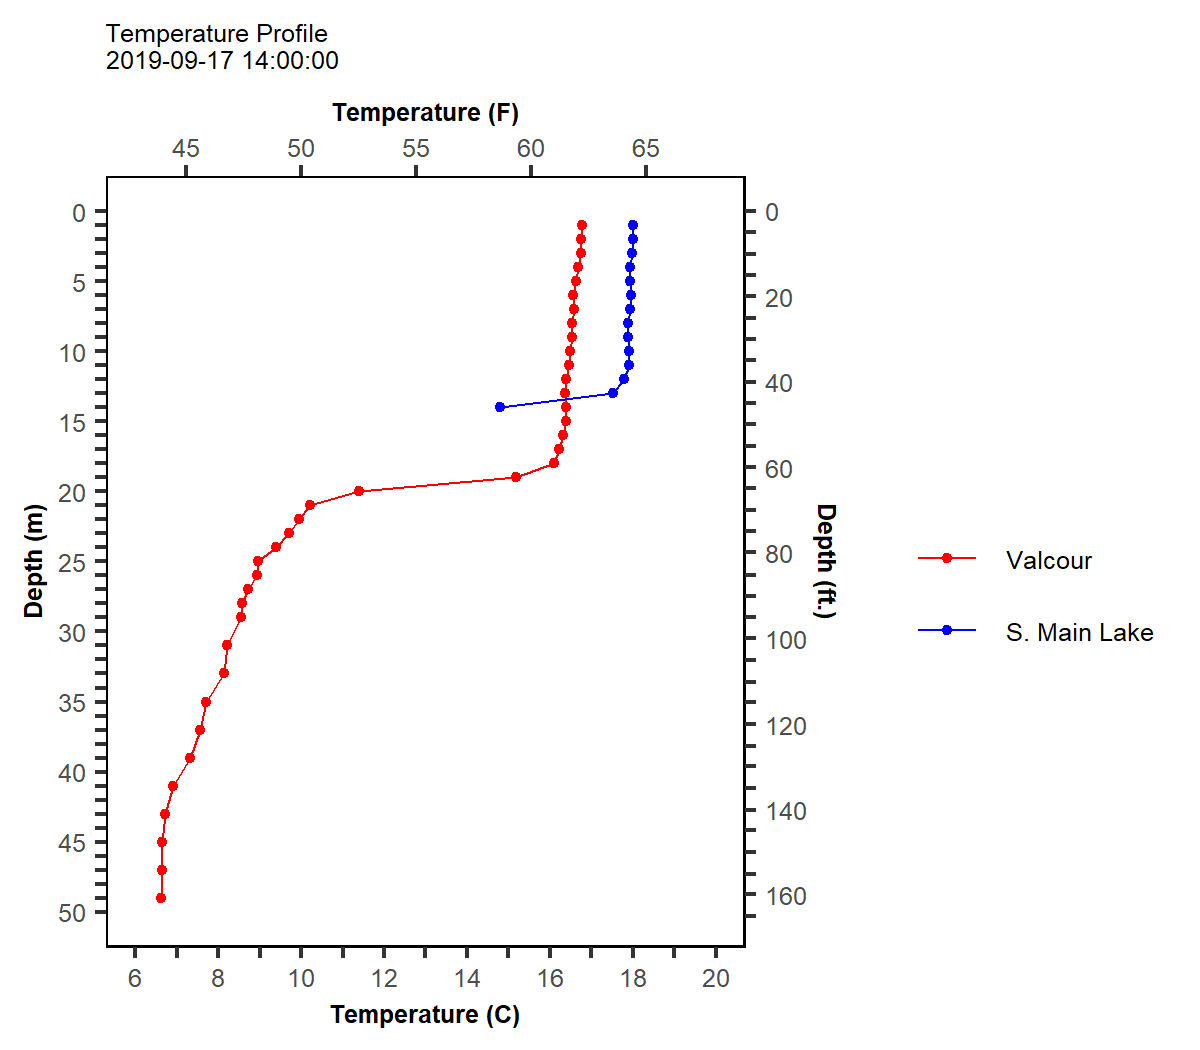 Temperature Profile
2019-09-17 14:00:00
Temperature (F)
45 50 55 60 65
0
5
10
15
20
25
30
35
40
45
50
Depth (m)
0
20
40
60
80
100
120
140
160
Depth (ft.)
Valcour
S. Main Lake
6 8 10 12 14 16 18 20
Temperature (C)